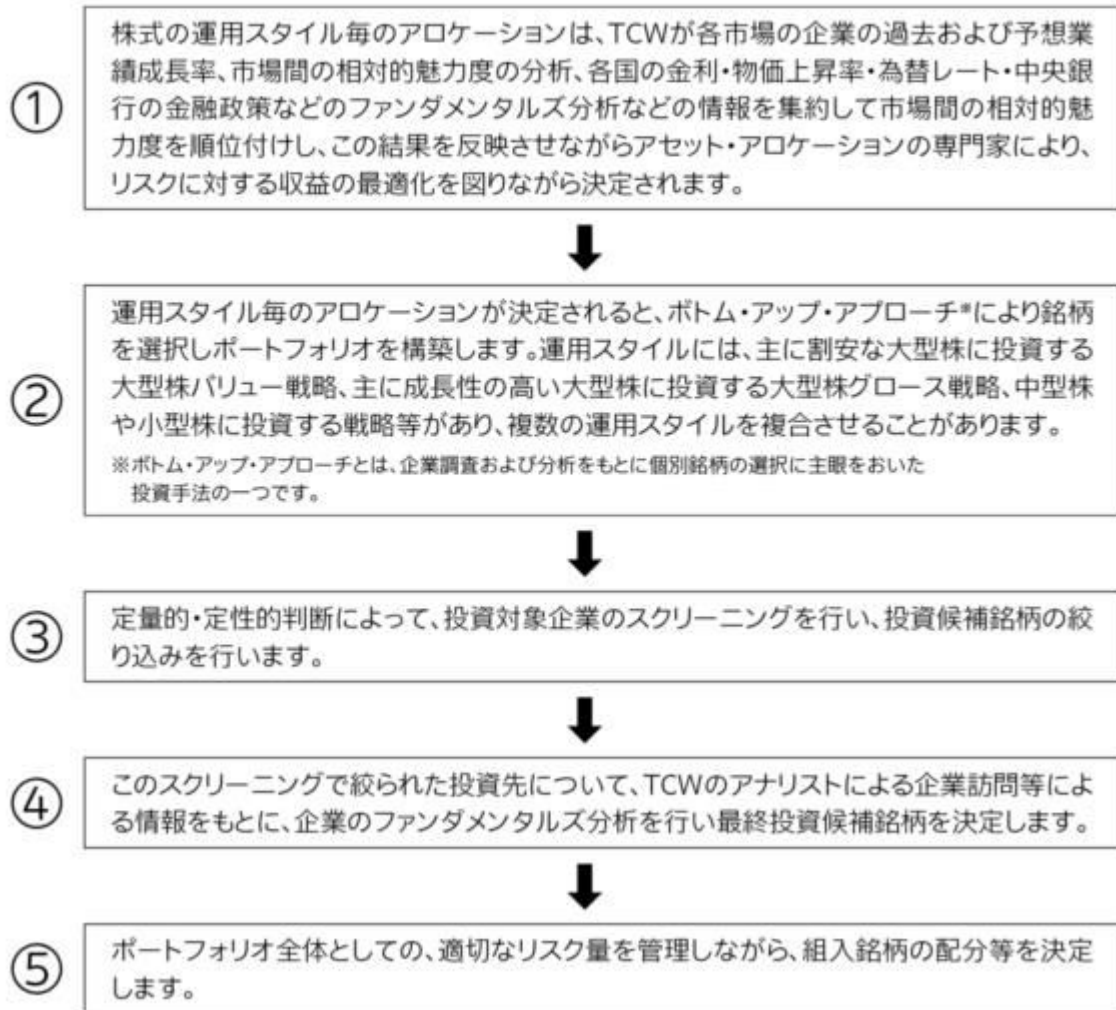 ①
株式の運用スタイル毎のアロケーションは、TCWが各市場の企業の過去および予想業
績成長率、市場間の相対的魅力度の分析、各国の金利・物価上昇率・為替レート・中央銀
行の金融政策などのファンダメンタルズ分析などの情報を集約して市場間の相対的魅
力度を順位付けし、この結果を反映させながらアセット・アロケーションの専門家により、
リスクに対する収益の最適化を図りながら決定されます。
②
運用スタイル毎のアロケーションが決定されると、ボトム・アップ・アプローチ※により銘柄
を選択しポートフォリオを構築します。運用スタイルには、主に割安な大型株に投資する
大型株バリュー戦略、主に成長性の高い大型株に投資する大型株グロース戦略、中型株
や小型株に投資する戦略等があり、複数の運用スタイルを複合させることがあります。
※ボトム・アップ・アプローチとは、企業調査および分析をもとに個別銘柄の選択に主眼をおいた
投資手法の一つです。
③
定量的・定性的判断によって、投資対象企業のスクリーニングを行い、投資候補銘柄の絞
り込みを行います。
④
このスクリーニングで絞られた投資先について、TCWのアナリストによる企業訪問等によ
る情報をもとに、企業のファンダメンタルズ分析を行い最終投資候補銘柄を決定します。
⑤
ポートフォリオ全体としての、適切なリスク量を管理しながら、組入銘柄の配分等を決定
します。